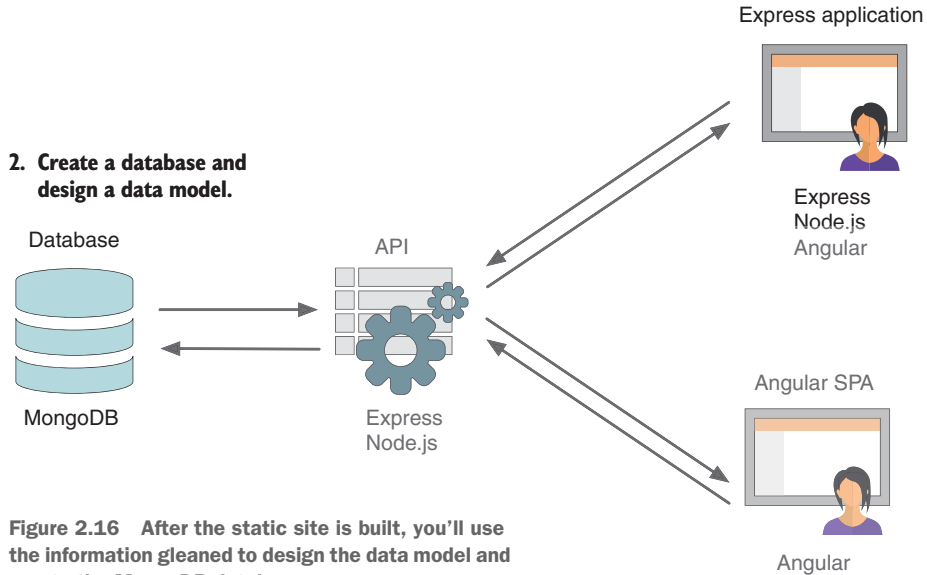 Express application
2. Create a database and
design a data model.
Database
API
Express
Node.js
Angular
MongoDB
Express
Node.js
Angular SPA
Angular
Figure 2.16 After the static site is built, you'll use
the information gleaned to design the data model and